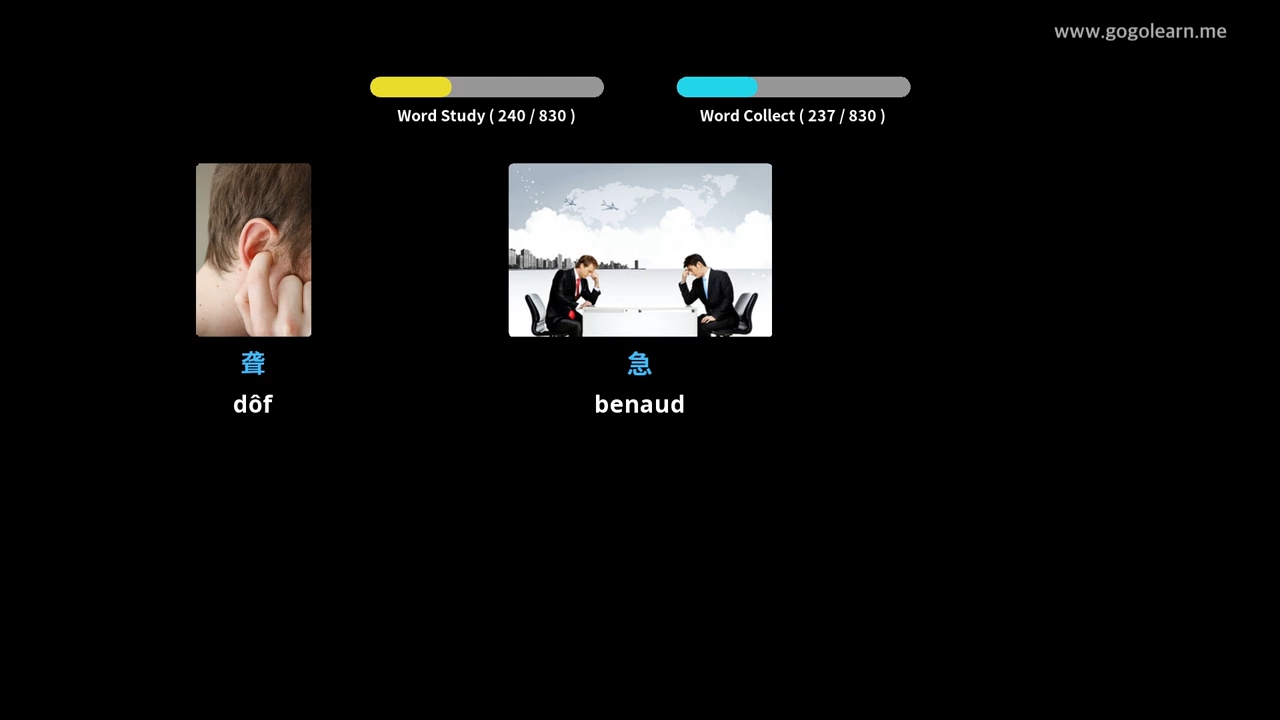 www.gogolearn.me
Word Study ( 240 / 830 )
Word Collect ( 237 / 830 )
聋
dôf
急
benaud